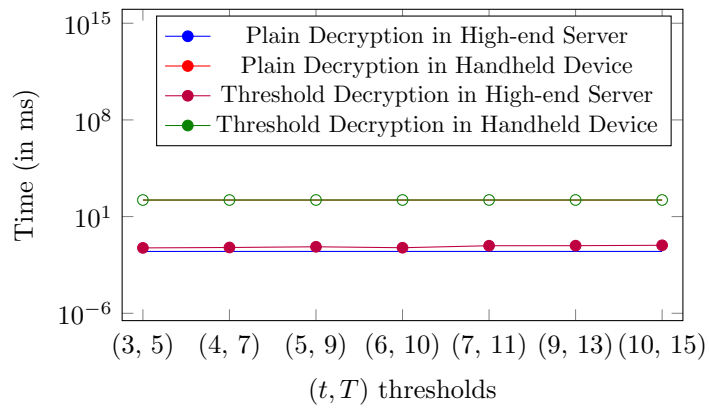 10^15
10^8
10^1
10^−6
Time (in ms)
Plain Decryption in High-end Server
Plain Decryption in Handheld Device
Threshold Decryption in High-end Server
Threshold Decryption in Handheld Device
(3, 5) (4, 7) (5, 9) (6, 10) (7, 11) (9, 13) (10, 15)
(t, T) thresholds